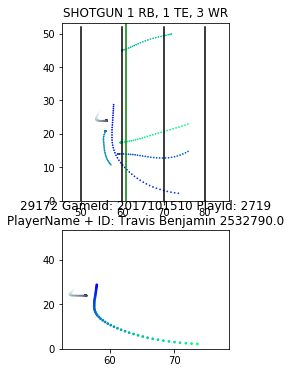 SHOTGUN 1 RB, 1 TE, 3 WR
50
40
30
20
10
0
50 60 70 80
29172 GameId: 2017101510 PlayId: 2719
PlayerName + ID: Travis Benjamin 2532790.0
40
20
0
60 70